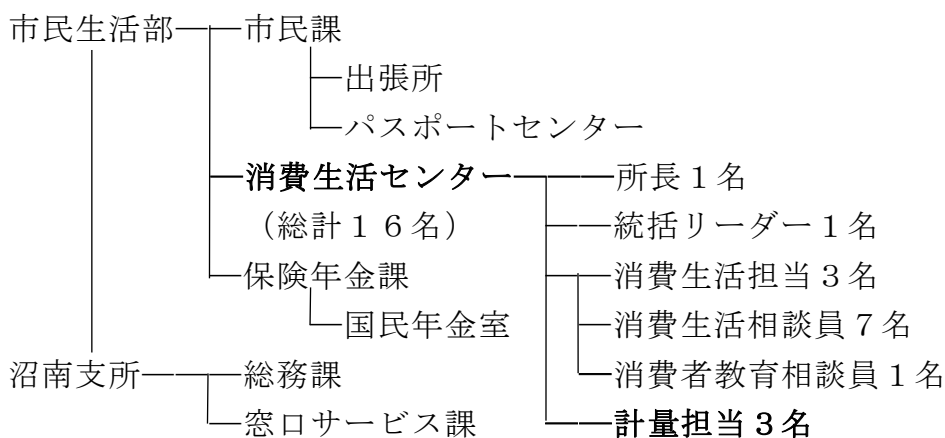 市民生活部 市民課
出張所
パスポートセンター
消費生活センター 所長1名
(総計16名) 統括リーダー1名
保険年金課 消費生活担当3名
国民年金室 消費生活相談員7名
沼南支所 総務課 消費者教育相談員1名
窓口サービス課 計量担当3名